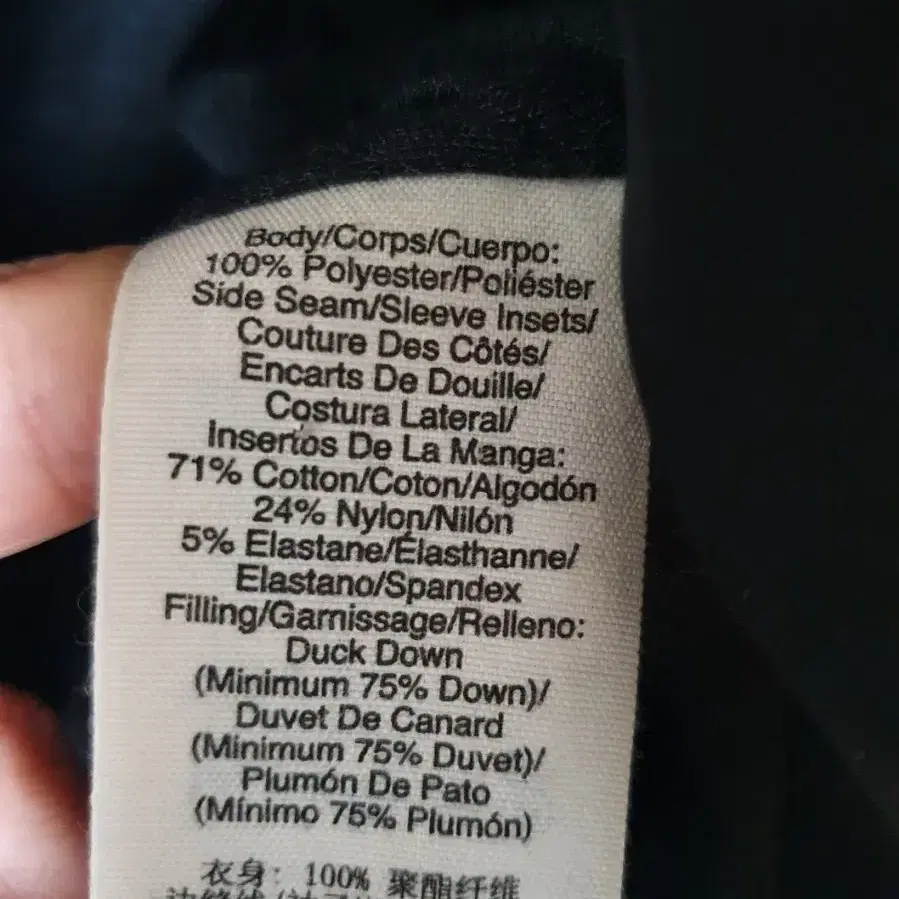 Body/Corps/Cuerpo:
100% Polyester/Poliéster
Side Seam/Sleeve Insets/
Couture Des Côtés/
Encarts De Douille/
Costura Lateral/
Insertos De La Manga:
71% Cotton/Coton/Algodón
24% Nylon/Nilón
5% Elastane/Élasthanne/
Elastano/Spandex
Filling/Garnissage/Relleno:
Duck Down
(Minimum 75% Down)/
Duvet De Canard
(Minimum 75% Duvet)/
Plumón De Pato
(Mínimo 75% Plumón)
衣身: 100% 聚酯纤维